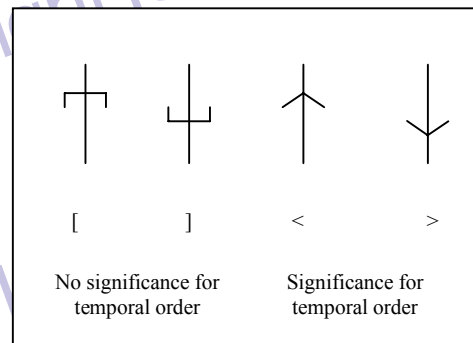 [ ] < >
No significance for Significance for
temporal order temporal order